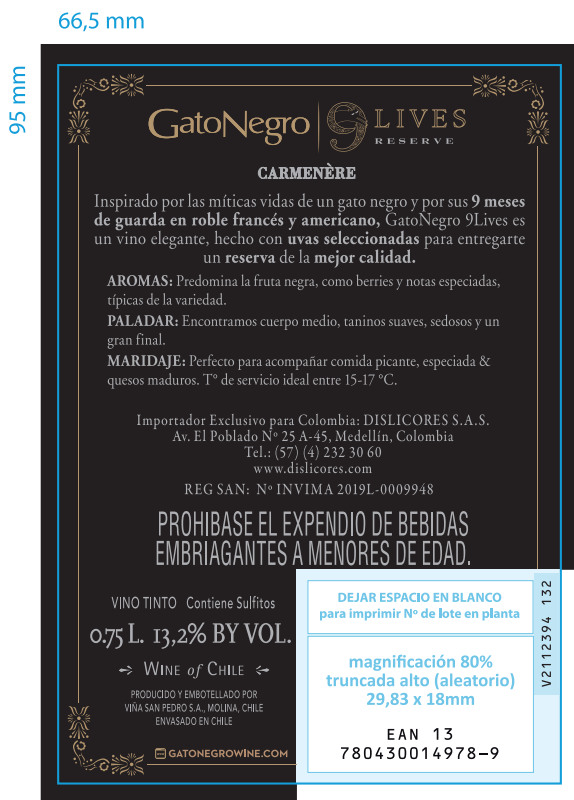 66,5 mm
95 mm
GatoNegro 9 LIVES
RESERVE
CARMENÈRE
Inspirado por las míticas vidas de un gato negro y por sus 9 meses
de guarda en roble francés y americano, GatoNegro 9Lives es
un vino elegante, hecho con uvas seleccionadas para entregarte
un reserva de la mejor calidad.
AROMAS: Predomina la fruta negra, como berries y notas especiadas,
típicas de la variedad.
PALADAR: Encontramos cuerpo medio, taninos suaves, sedosos y un
gran final.
MARIDAJE: Perfecto para acompañar comida picante, especiada &
quesos maduros. T° de servicio ideal entre 15-17 °C.
Importador Exclusivo para Colombia: DISLICORES S.A.S.
Av. El Poblado Nº 25 A-45, Medellín, Colombia
Tel.: (57) (4) 232 30 60
www.dislicores.com
REG SAN: Nº INVIMA 2019L-0009948
PROHIBASE EL EXPENDIO DE BEBIDAS
EMBRIAGANTES A MENORES DE EDAD.
VINO TINTO Contiene Sulfitos
0.75 L. 13,2% BY VOL.
WINE of CHILE
PRODUCIDO Y EMBOTELLADO POR
VIÑA SAN PEDRO S.A., MOLINA, CHILE
ENVASADO EN CHILE
GATONEGROWINE.COM
DEJAR ESPACIO EN BLANCO
para imprimir Nº de lote en planta
V2112394 132
magnificación 80%
truncada alto (aleatorio)
29,83 x 18mm
EAN 13
780430014978-9